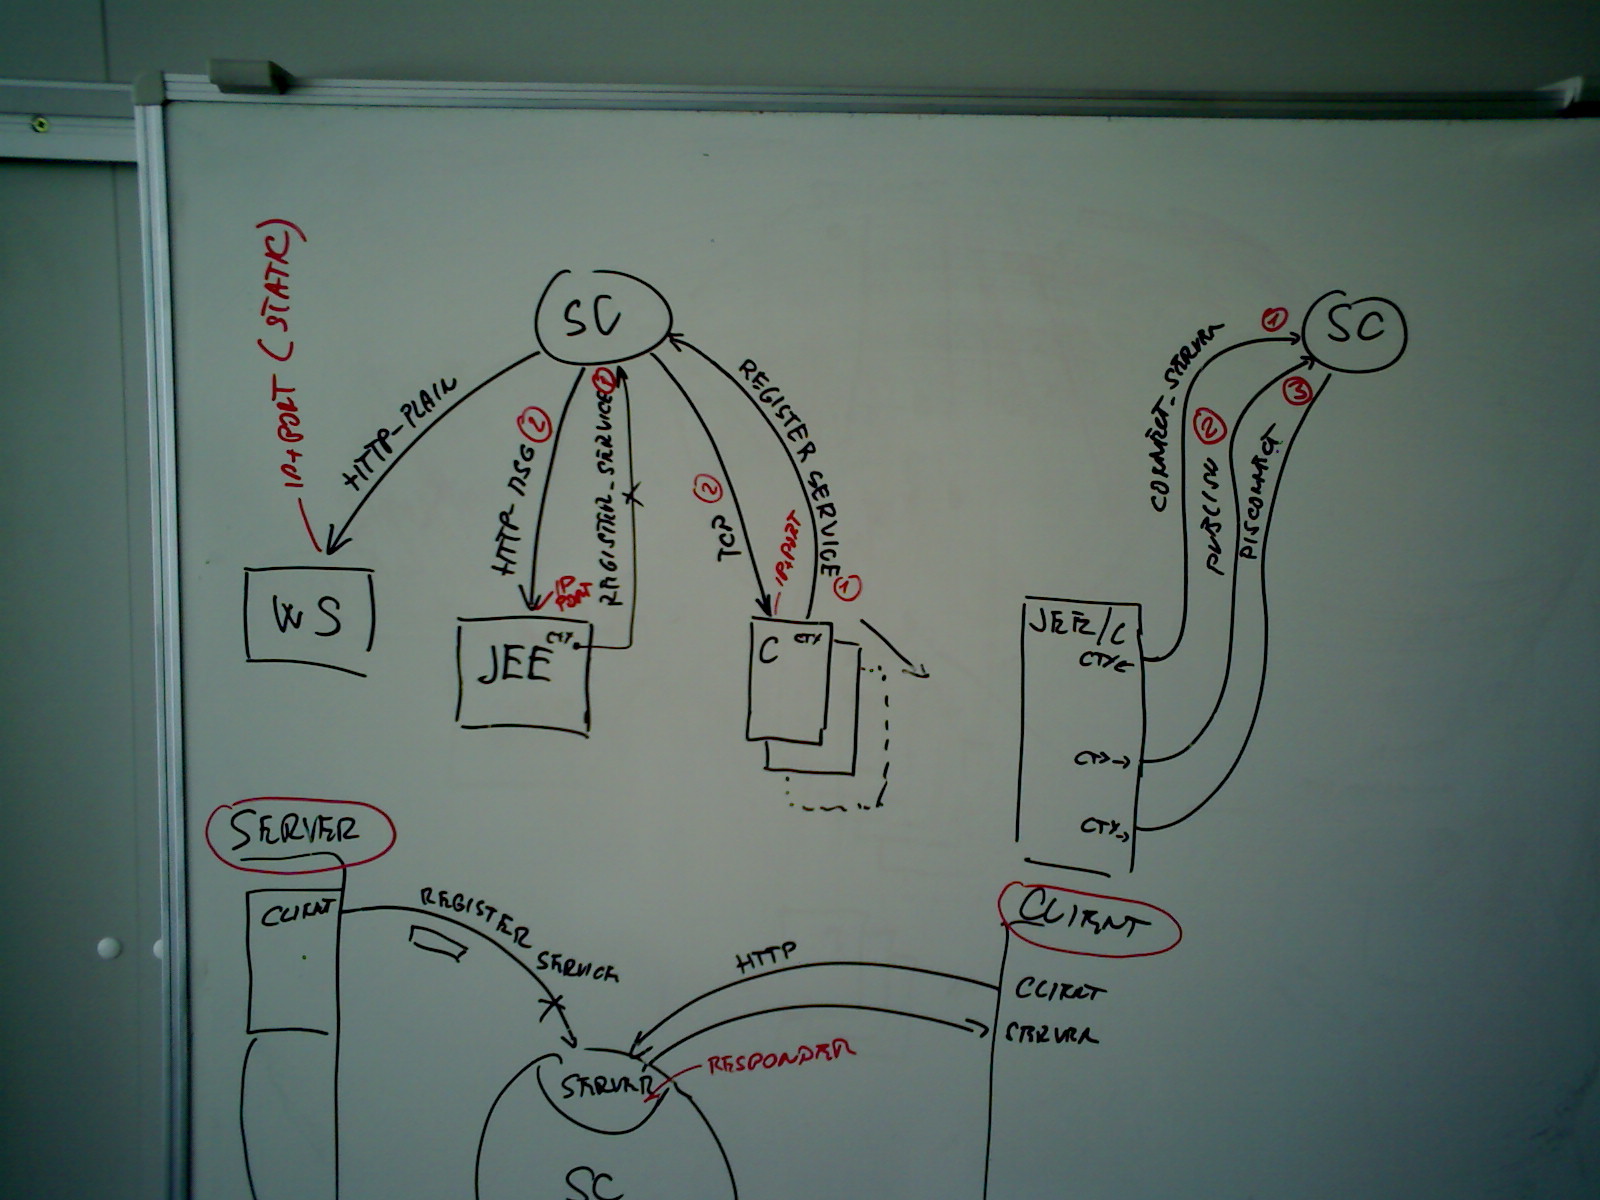 IP+PORT (STATIC)
SC
HTTP-PLAIN
HTTP MSG 2
REGISTER_SERVICE 1
2 TCP
REGISTER SERVICE 1
IP
PORT
IP+PORT
WS
JEE CTX
C CTX
SC
CONNECT_SERVER 1
PUBLISH 2
DISCONNECT 3
JEE/C
CTX
CTX
CTX
SERVER
CLIENT
REGISTER SERVICE
CLIENT
HTTP
CLIENT
SERVER
RESPONDER
SERVER
SC